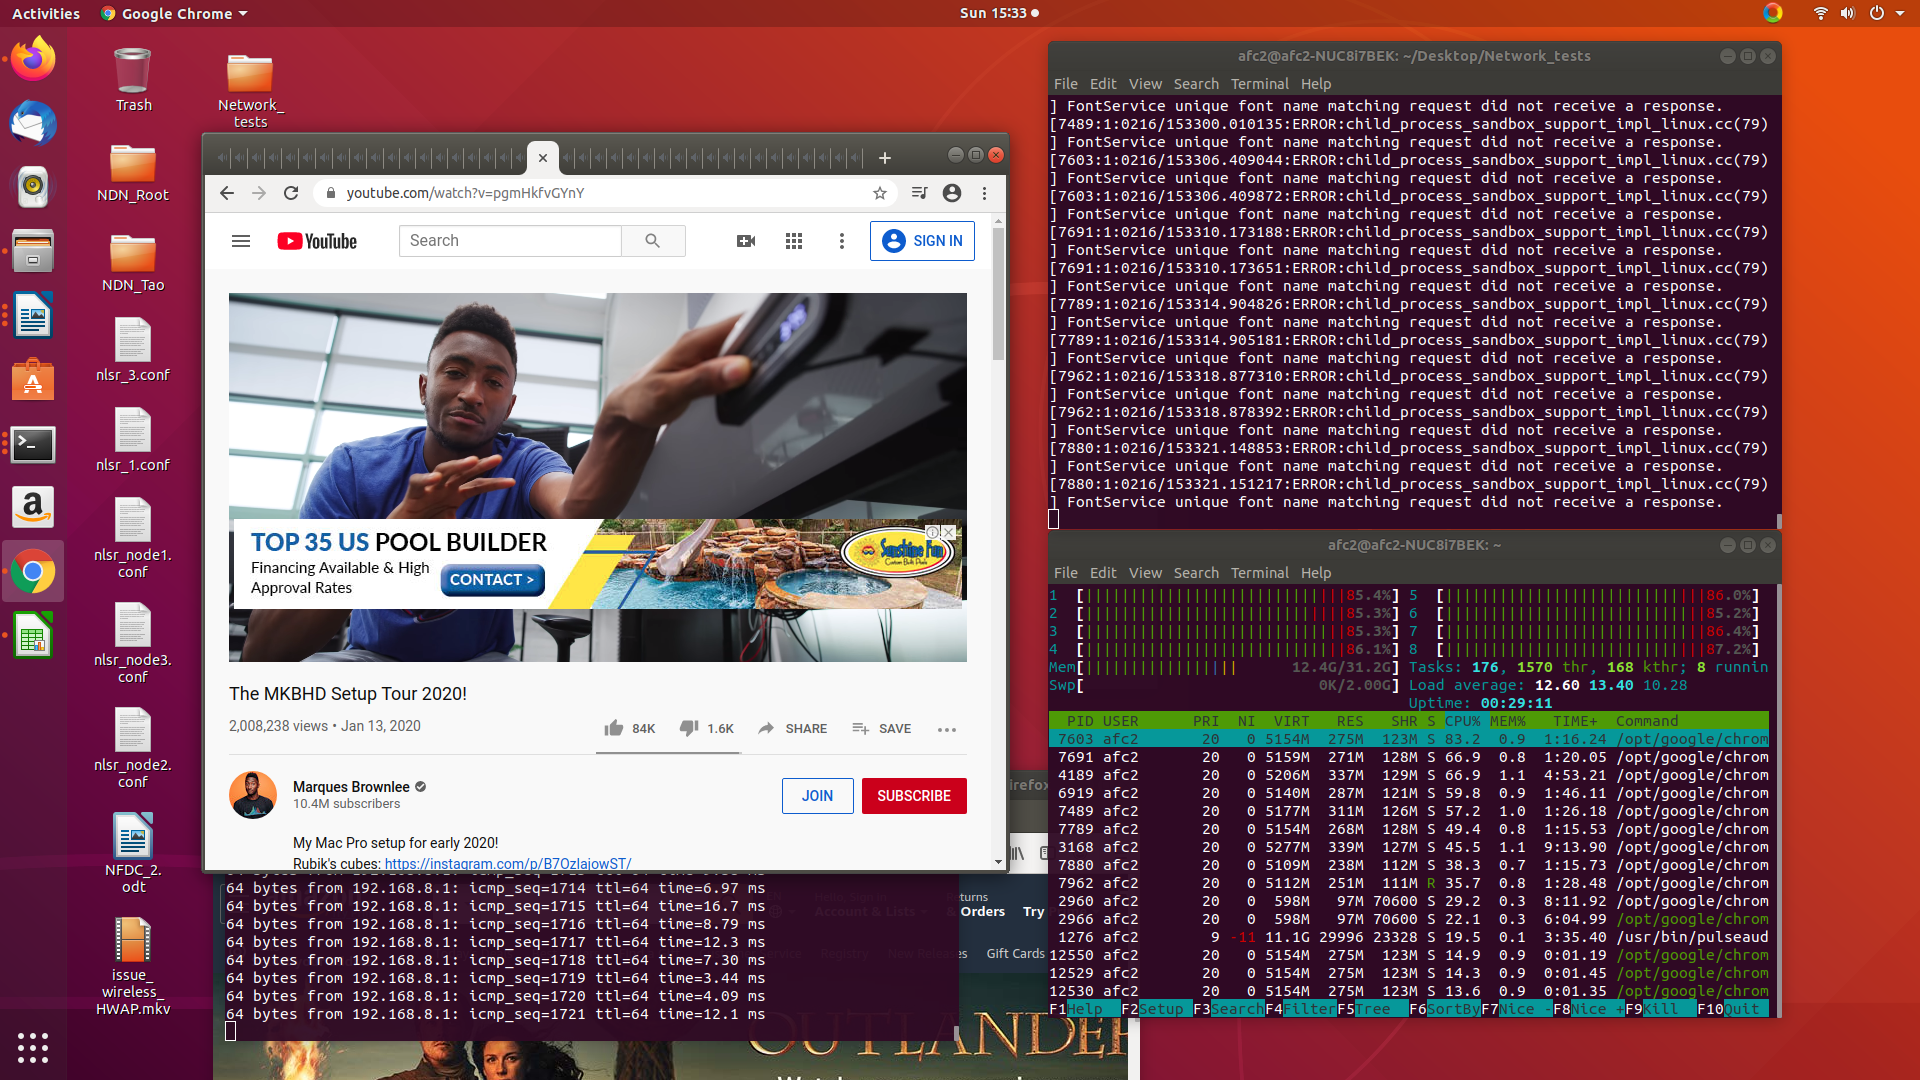 Activities
Google Chrome
Sun 15:33
Trash
Network_
tests
NDN_Root
NDN_Tao
nlsr_3.conf
nlsr_1.conf
nlsr_node1.
conf
nlsr_node3.
conf
nlsr_node2.
conf
NFDC_2.
odt
issue_
wireless_
HWAP.mkv
youtube.com/watch?v=pgmHkfvGYnY
YouTube
Search
SIGN IN
TOP 35 US POOL BUILDER
Financing Available & High
Approval Rates
CONTACT >
Sunshine Fun
Custom Built Pools
The MKBHD Setup Tour 2020!
2,008,238 views • Jan 13, 2020
84K
1.6K
SHARE
SAVE
Marques Brownlee
10.4M subscribers
JOIN
SUBSCRIBE
My Mac Pro setup for early 2020!
Rubik's cubes: https://instagram.com/p/B7OzlajowST/
64 bytes from 192.168.8.1: icmp_seq=1714 ttl=64 time=6.97 ms
64 bytes from 192.168.8.1: icmp_seq=1715 ttl=64 time=16.7 ms
64 bytes from 192.168.8.1: icmp_seq=1716 ttl=64 time=8.79 ms
64 bytes from 192.168.8.1: icmp_seq=1717 ttl=64 time=12.3 ms
64 bytes from 192.168.8.1: icmp_seq=1718 ttl=64 time=7.30 ms
64 bytes from 192.168.8.1: icmp_seq=1719 ttl=64 time=3.44 ms
64 bytes from 192.168.8.1: icmp_seq=1720 ttl=64 time=4.09 ms
64 bytes from 192.168.8.1: icmp_seq=1721 ttl=64 time=12.1 ms
Hello, Sign in
Account & Lists
Returns
& Orders
Try
Registry
New Releases
Gift Cards
OUTLANDER
afc2@afc2-NUC8i7BEK: ~/Desktop/Network_tests
File Edit View Search Terminal Help
] FontService unique font name matching request did not receive a response.
[7489:1:0216/153300.010135:ERROR:child_process_sandbox_support_impl_linux.cc(79)
] FontService unique font name matching request did not receive a response.
[7603:1:0216/153306.409044:ERROR:child_process_sandbox_support_impl_linux.cc(79)
] FontService unique font name matching request did not receive a response.
[7603:1:0216/153306.409872:ERROR:child_process_sandbox_support_impl_linux.cc(79)
] FontService unique font name matching request did not receive a response.
[7691:1:0216/153310.173188:ERROR:child_process_sandbox_support_impl_linux.cc(79)
] FontService unique font name matching request did not receive a response.
[7691:1:0216/153310.173651:ERROR:child_process_sandbox_support_impl_linux.cc(79)
] FontService unique font name matching request did not receive a response.
[7789:1:0216/153314.904826:ERROR:child_process_sandbox_support_impl_linux.cc(79)
] FontService unique font name matching request did not receive a response.
[7789:1:0216/153314.905181:ERROR:child_process_sandbox_support_impl_linux.cc(79)
] FontService unique font name matching request did not receive a response.
[7962:1:0216/153318.877310:ERROR:child_process_sandbox_support_impl_linux.cc(79)
] FontService unique font name matching request did not receive a response.
[7962:1:0216/153318.878392:ERROR:child_process_sandbox_support_impl_linux.cc(79)
] FontService unique font name matching request did not receive a response.
[7880:1:0216/153321.148853:ERROR:child_process_sandbox_support_impl_linux.cc(79)
] FontService unique font name matching request did not receive a response.
[7880:1:0216/153321.151217:ERROR:child_process_sandbox_support_impl_linux.cc(79)
] FontService unique font name matching request did not receive a response.
afc2@afc2-NUC8i7BEK: ~
File Edit View Search Terminal Help
1 [85.4%] 5 [86.0%]
2 [85.3%] 6 [85.2%]
3 [85.3%] 7 [86.4%]
4 [86.1%] 8 [87.2%]
Mem[12.4G/31.2G] Tasks: 176, 1570 thr, 168 kthr; 8 runnin
Swp[0K/2.00G] Load average: 12.60 13.40 10.28
Uptime: 00:29:11
PID USER PRI NI VIRT RES SHR S CPU% MEM% TIME+ Command
7603 afc2 20 0 5154M 275M 123M S 83.2 0.9 1:16.24 /opt/google/chrom
7691 afc2 20 0 5159M 271M 128M S 66.9 0.8 1:20.05 /opt/google/chrom
4189 afc2 20 0 5206M 337M 129M S 66.9 1.1 4:53.21 /opt/google/chrom
6919 afc2 20 0 5140M 287M 121M S 59.8 0.9 1:46.11 /opt/google/chrom
7489 afc2 20 0 5177M 311M 126M S 57.2 1.0 1:26.18 /opt/google/chrom
7789 afc2 20 0 5154M 268M 128M S 49.4 0.8 1:15.53 /opt/google/chrom
3168 afc2 20 0 5277M 339M 127M S 45.5 1.1 9:13.90 /opt/google/chrom
7880 afc2 20 0 5109M 238M 112M S 38.3 0.7 1:15.73 /opt/google/chrom
7962 afc2 20 0 5112M 251M 111M R 35.7 0.8 1:28.48 /opt/google/chrom
2960 afc2 20 0 598M 97M 70600 S 29.2 0.3 8:11.92 /opt/google/chrom
2966 afc2 20 0 598M 97M 70600 S 22.1 0.3 6:04.99 /opt/google/chrom
1276 afc2 9 -11 11.1G 29996 23328 S 19.5 0.1 3:35.40 /usr/bin/pulseaud
12550 afc2 20 0 5154M 275M 123M S 14.9 0.9 0:01.19 /opt/google/chrom
12529 afc2 20 0 5154M 275M 123M S 14.3 0.9 0:01.45 /opt/google/chrom
12530 afc2 20 0 5154M 275M 123M S 13.6 0.9 0:01.35 /opt/google/chrom
F1Help F2Setup F3SearchF4FilterF5Tree F6SortByF7Nice -F8Nice +F9Kill F10Quit